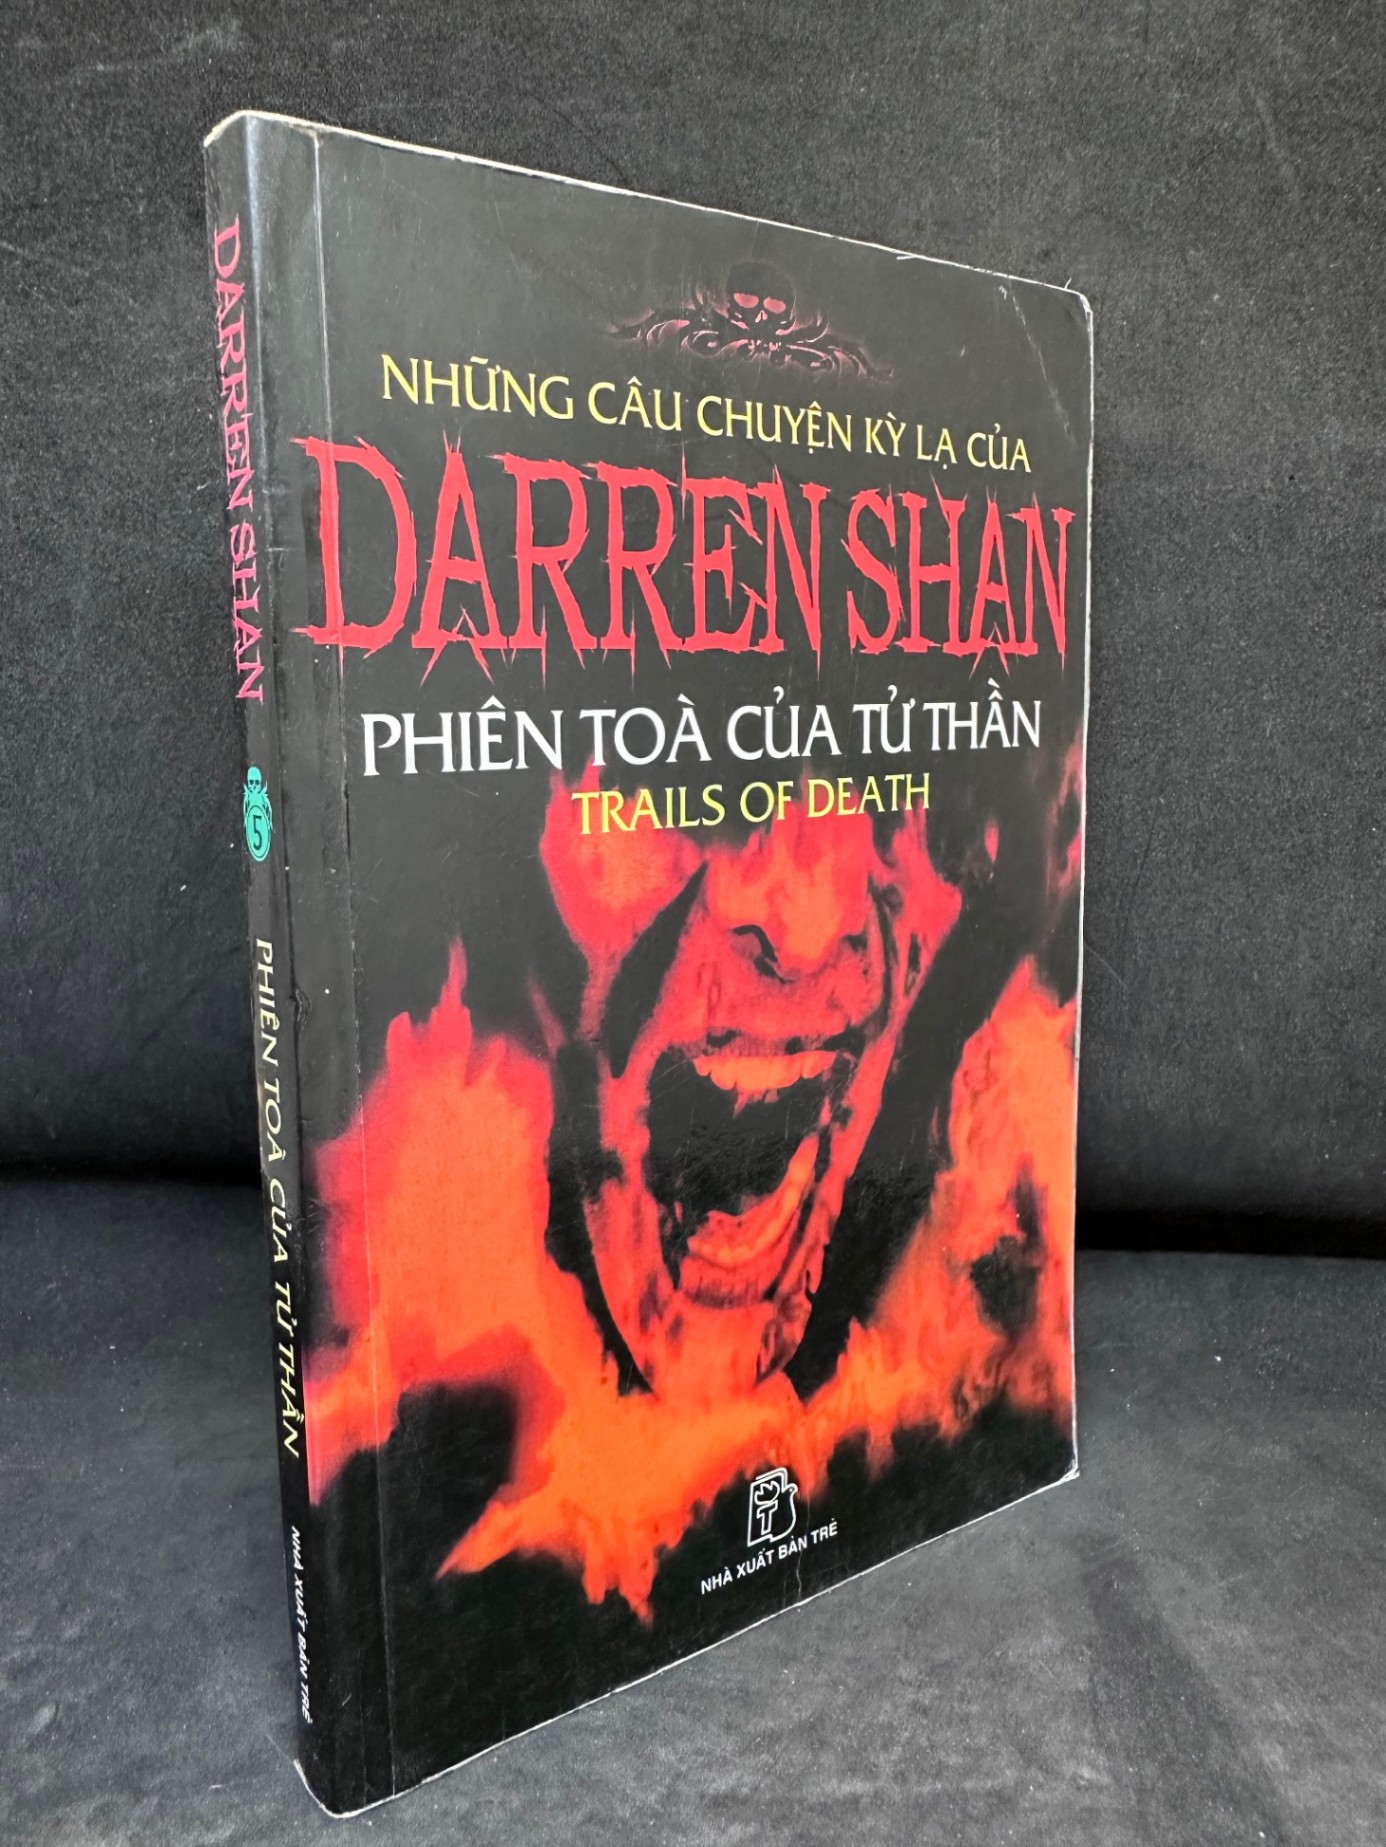 NHỮNG CÂU CHUYỆN KỲ LẠ CỦA
DARREN SHAN
PHIÊN TOÀ CỦA TỬ THẦN
TRAILS OF DEATH
NHÀ XUẤT BẢN TRẺ
DARREN SHAN
5
PHIÊN TOÀ CỦA TỬ THẦN
NHÀ XUẤT BẢN TRẺ